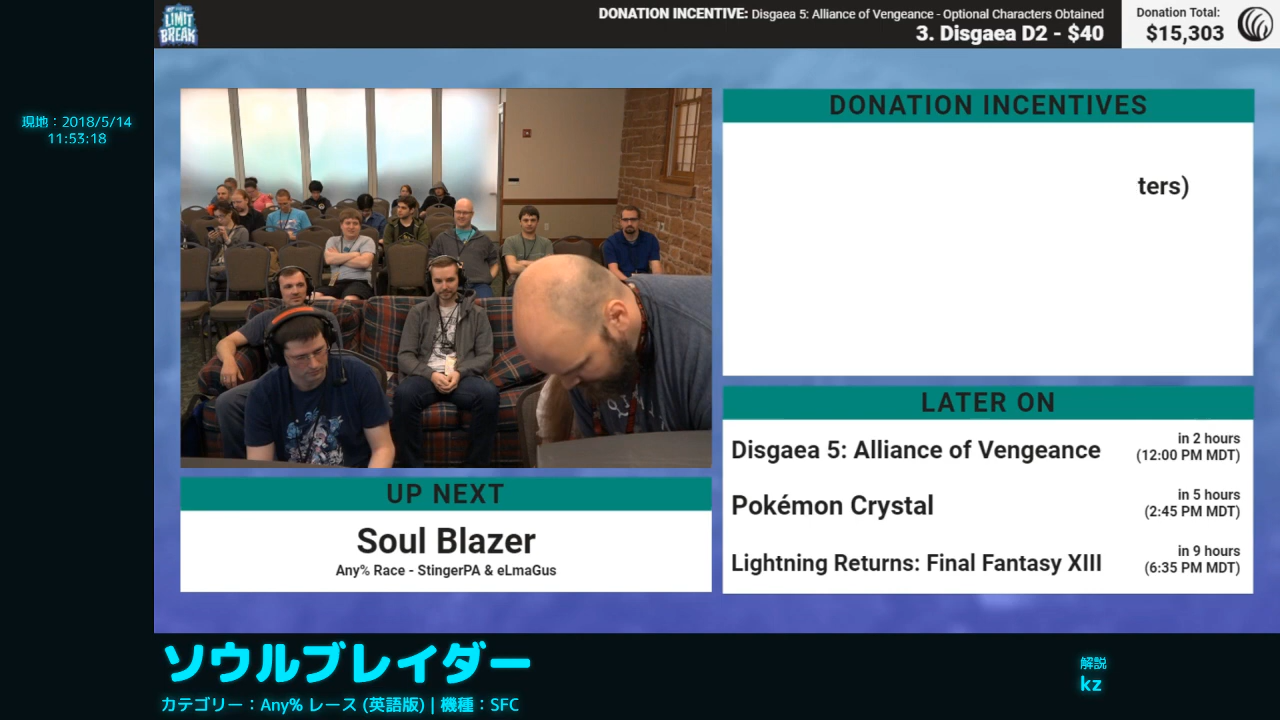 LIMIT
BREAK
DONATION INCENTIVE: Disgaea 5: Alliance of Vengeance - Optional Characters Obtained
3. Disgaea D2 - $40
Donation Total:
$15,303
現地：2018/5/14
11:53:18
DONATION INCENTIVES
ters)
LATER ON
Disgaea 5: Alliance of Vengeance
in 2 hours
(12:00 PM MDT)
Pokémon Crystal
in 5 hours
(2:45 PM MDT)
Lightning Returns: Final Fantasy XIII
in 9 hours
(6:35 PM MDT)
UP NEXT
Soul Blazer
Any% Race - StingerPA & eLmaGus
ソウルブレイダー
カテゴリー：Any% レース (英語版) | 機種：SFC
解説
kz